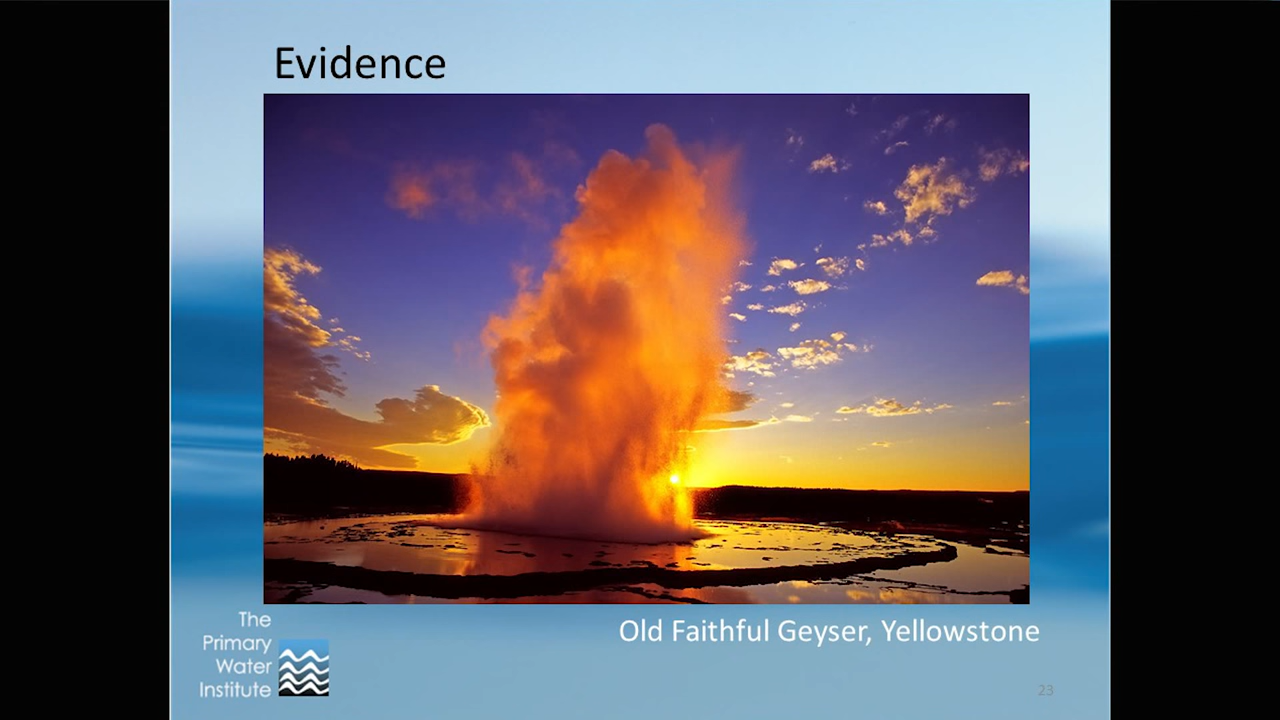 Evidence
Old Faithful Geyser, Yellowstone
The
Primary
Water
Institute
23